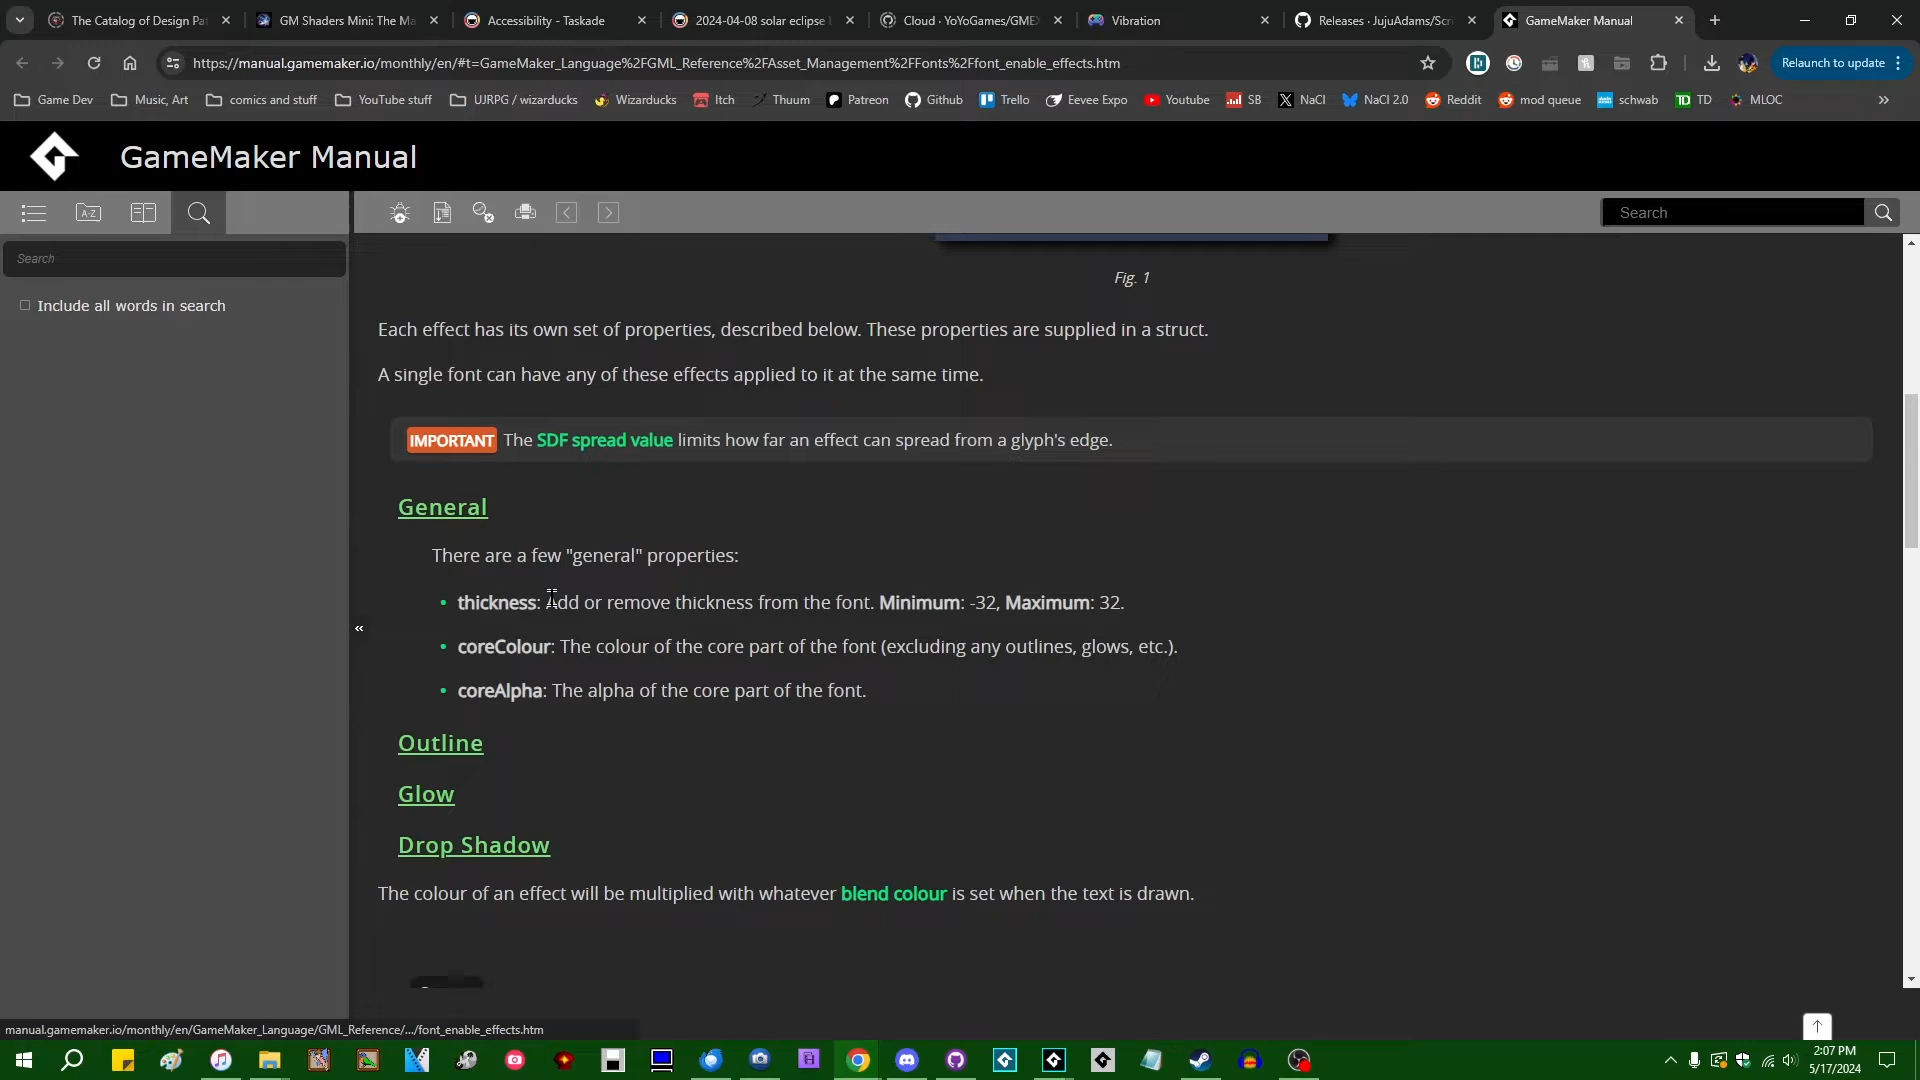 The Catalog of Design Pa
GM Shaders Mini: The Ma
Accessibility - Taskade
2024-04-08 solar eclipse
Cloud · YoYoGames/GME
Vibration
Releases · JujuAdams/Scri
GameMaker Manual
https://manual.gamemaker.io/monthly/en/#t=GameMaker_Language%2FGML_Reference%2FAsset_Management%2FFonts%2Ffont_enable_effects.htm
Relaunch to update
Game Dev
Music, Art
comics and stuff
YouTube stuff
UJRPG / wizarducks
Wizarducks
Itch
Thuum
Patreon
Github
Trello
Eevee Expo
Youtube
SB
NaCl
NaCl 2.0
Reddit
mod queue
schwab
TD
MLOC
GameMaker Manual
A-Z
Search
Search
Include all words in search
Fig. 1
Each effect has its own set of properties, described below. These properties are supplied in a struct.
A single font can have any of these effects applied to it at the same time.
IMPORTANT The SDF spread value limits how far an effect can spread from a glyph's edge.
General
There are a few "general" properties:
• thickness: Add or remove thickness from the font. Minimum: -32, Maximum: 32.
• coreColour: The colour of the core part of the font (excluding any outlines, glows, etc.).
• coreAlpha: The alpha of the core part of the font.
Outline
Glow
Drop Shadow
The colour of an effect will be multiplied with whatever blend colour is set when the text is drawn.
manual.gamemaker.io/monthly/en/GameMaker_Language/GML_Reference/.../font_enable_effects.htm
2:07 PM
5/17/2024